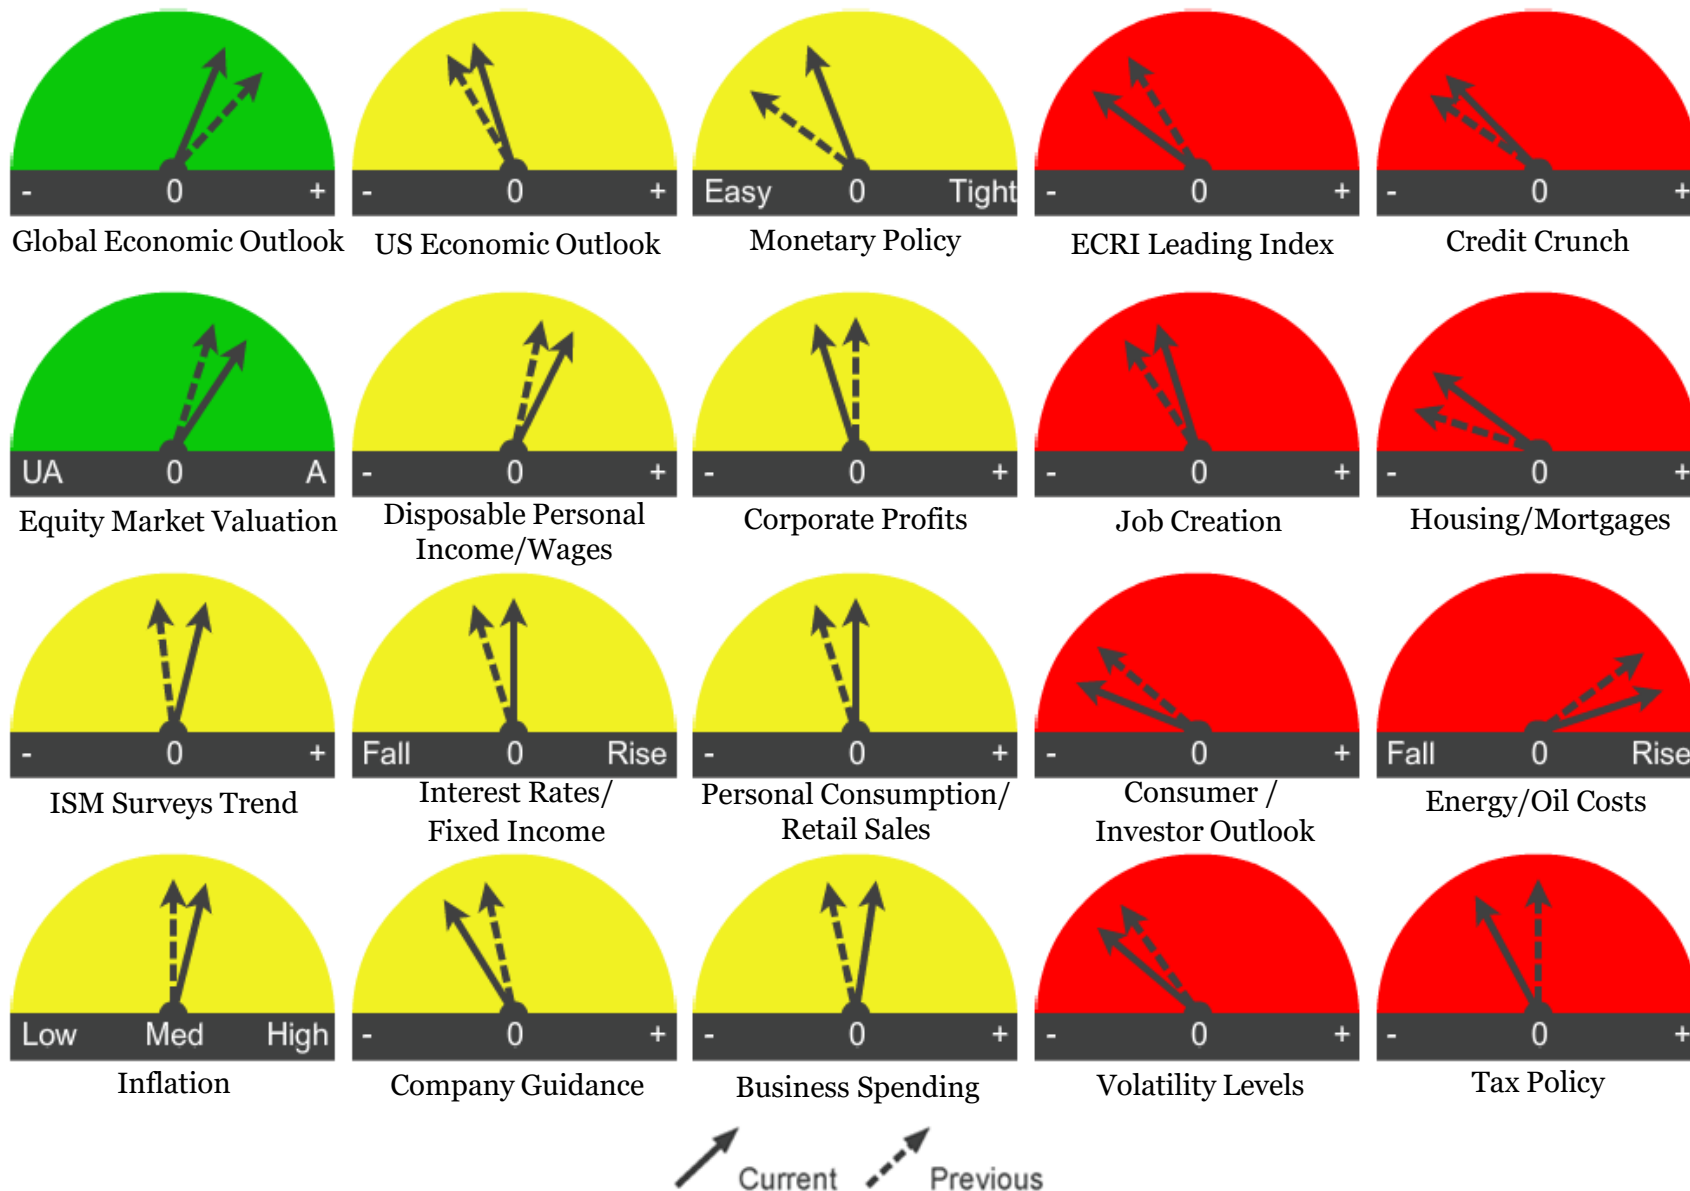 - 0 +
- 0 +
Easy 0 Tight
- 0 +
- 0 +
Global Economic Outlook
US Economic Outlook
Monetary Policy
ECRI Leading Index
Credit Crunch
UA 0 A
- 0 +
- 0 +
- 0 +
- 0 +
Equity Market Valuation
Disposable Personal
Income/Wages
Corporate Profits
Job Creation
Housing/Mortgages
- 0 +
Fall 0 Rise
- 0 +
- 0 +
Fall 0 Rise
ISM Surveys Trend
Interest Rates/
Fixed Income
Personal Consumption/
Retail Sales
Consumer /
Investor Outlook
Energy/Oil Costs
Low Med High
- 0 +
- 0 +
- 0 +
- 0 +
Inflation
Company Guidance
Business Spending
Volatility Levels
Tax Policy
Current
Previous